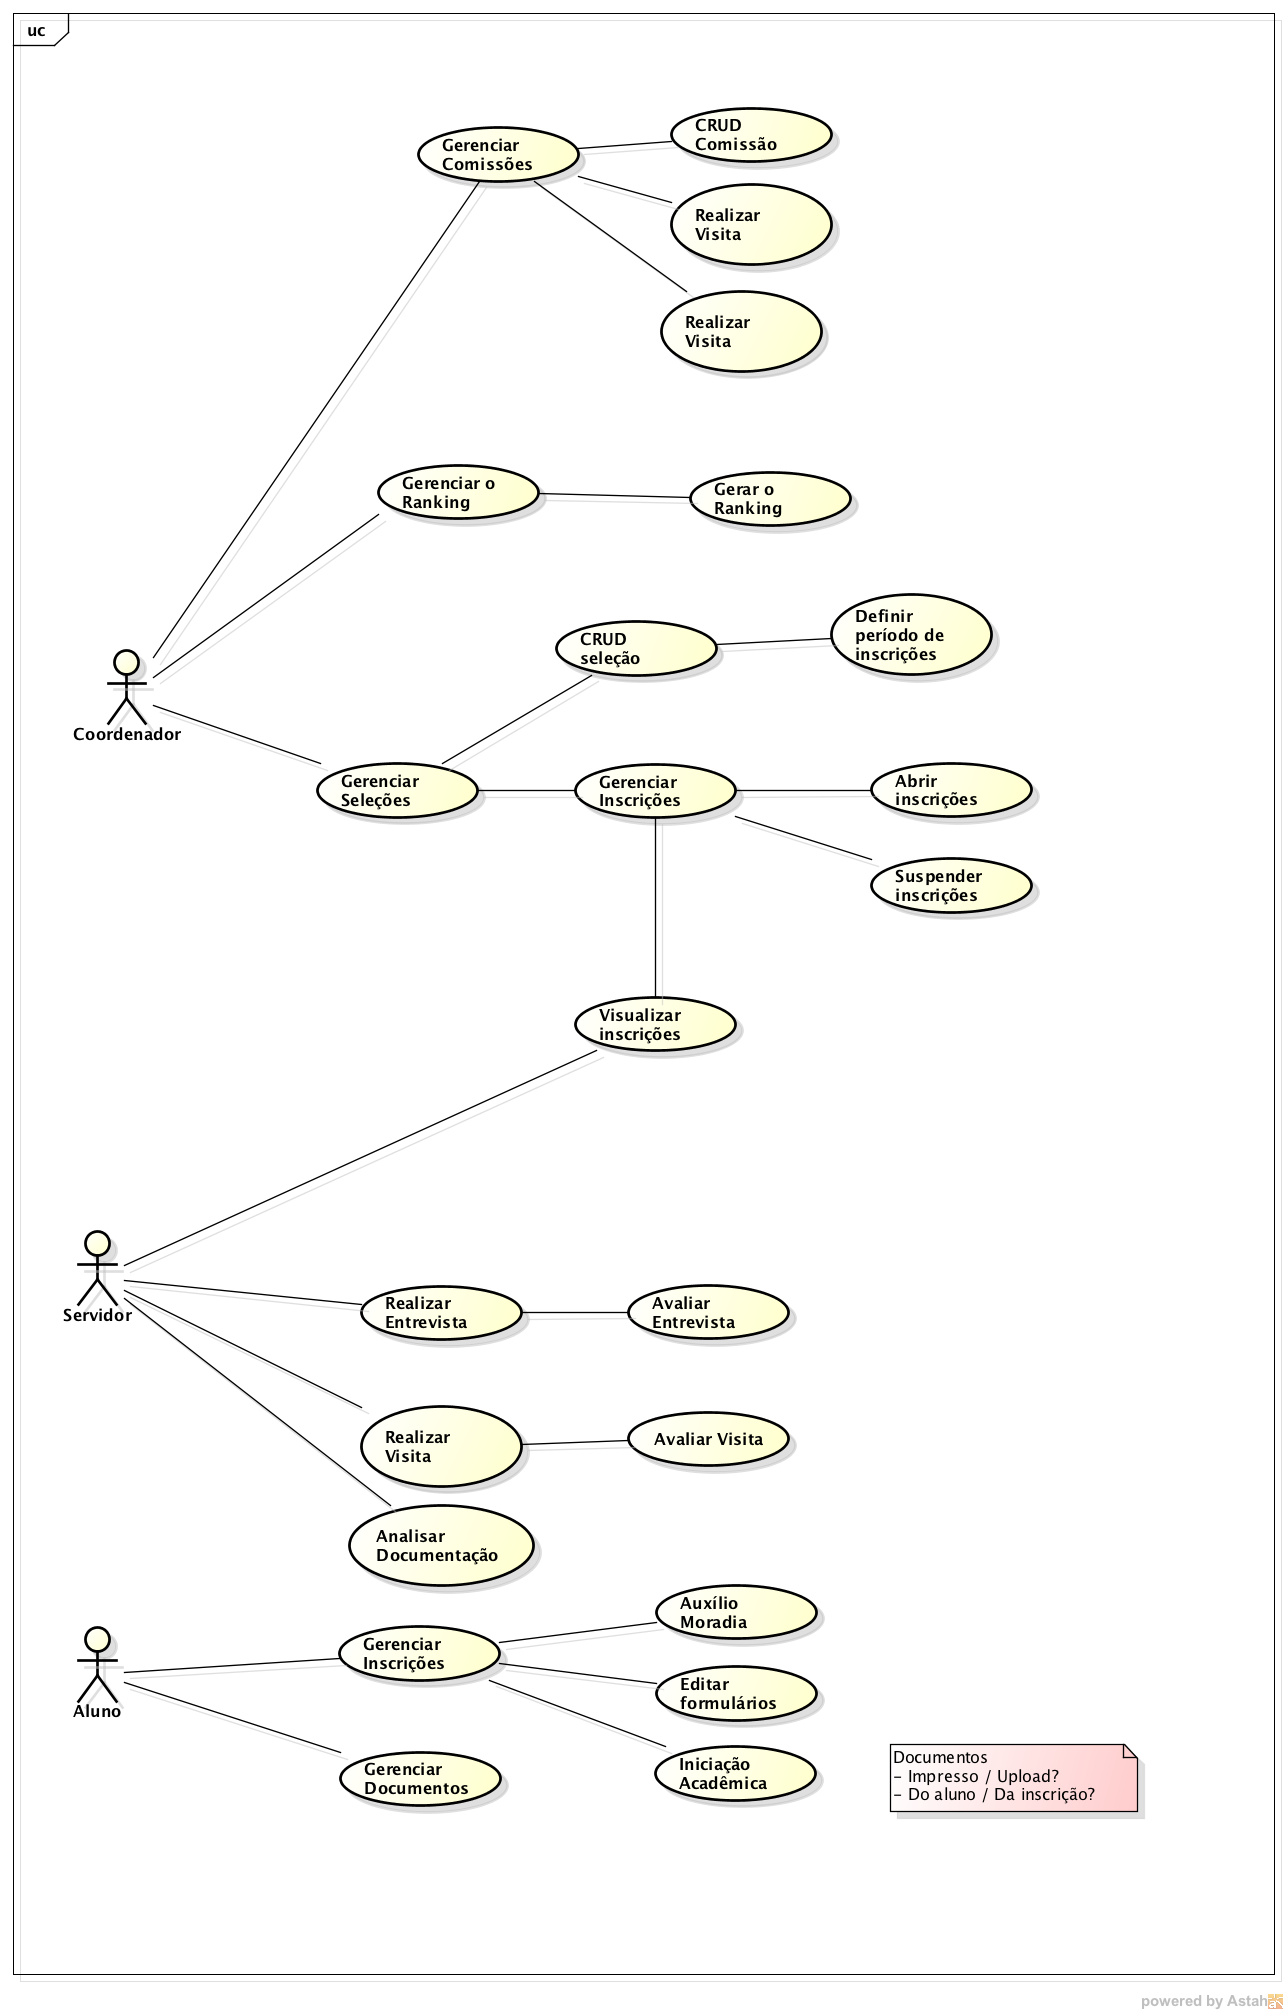 uc
Gerenciar
Comissões
CRUD
Comissão
Realizar
Visita
Realizar
Visita
Gerenciar o
Ranking
Gerar o
Ranking
CRUD
seleção
Definir
período de
inscrições
Coordenador
Gerenciar
Seleções
Gerenciar
Inscrições
Abrir
inscrições
Suspender
inscrições
Visualizar
inscrições
Servidor
Realizar
Entrevista
Avaliar
Entrevista
Realizar
Visita
Avaliar Visita
Analisar
Documentação
Aluno
Gerenciar
Inscrições
Auxílio
Moradia
Editar
formulários
Iniciação
Acadêmica
Gerenciar
Documentos
Documentos
- Impresso / Upload?
- Do aluno / Da inscrição?
powered by Astah